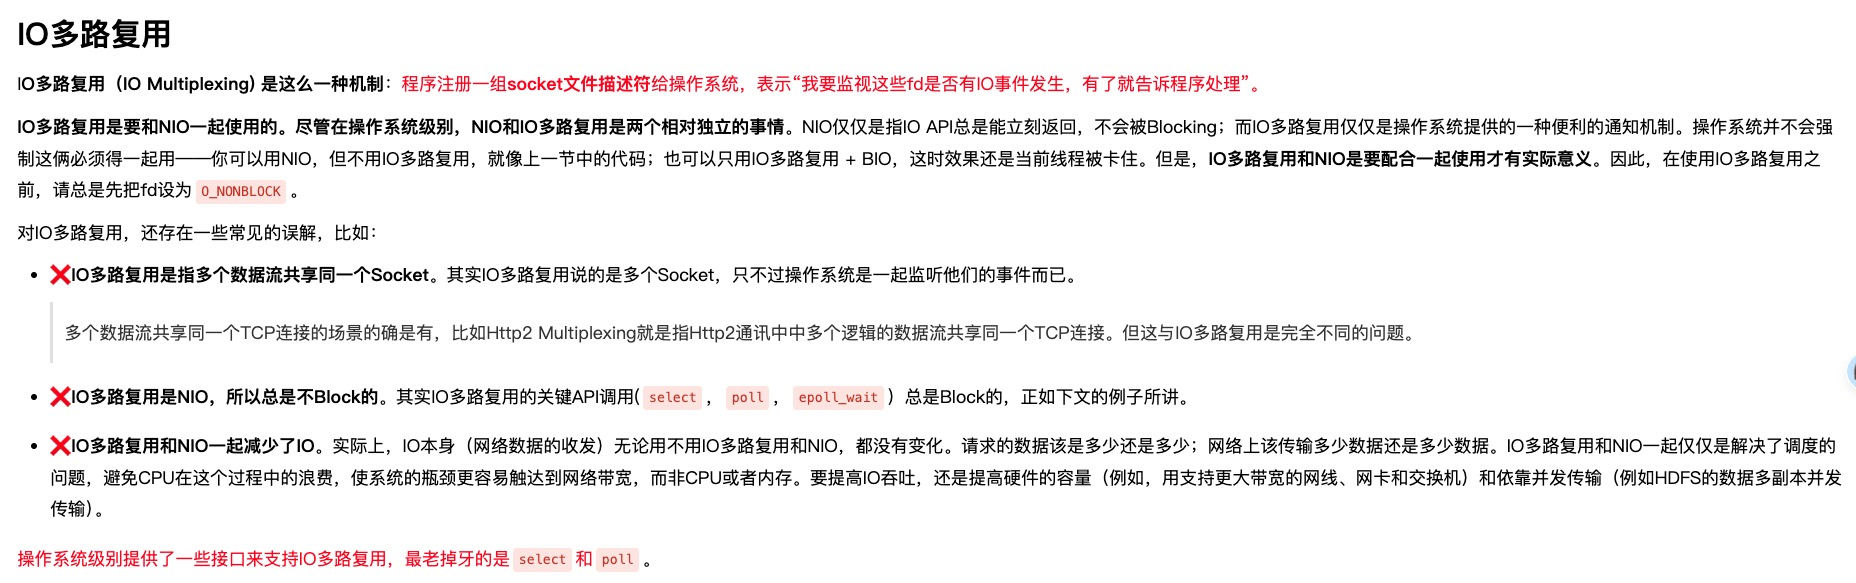 IO多路复用
IO多路复用（IO Multiplexing) 是这么一种机制：程序注册一组socket文件描述符给操作系统，表示“我要监视这些fd是否有IO事件发生，有了就告诉程序处理”。
IO多路复用是要和NIO一起使用的。尽管在操作系统级别，NIO和IO多路复用是两个相对独立的事情。NIO仅仅是指IO API总是能立刻返回，不会被Blocking；而IO多路复用仅仅是操作系统提供的一种便利的通知机制。操作系统并不会强
制这俩必须得一起用——你可以用NIO，但不用IO多路复用，就像上一节中的代码；也可以只用IO多路复用 + BIO，这时效果还是当前线程被卡住。但是，IO多路复用和NIO是要配合一起使用才有实际意义。因此，在使用IO多路复用之
前，请总是先把fd设为 O_NONBLOCK 。
对IO多路复用，还存在一些常见的误解，比如：
• ❌IO多路复用是指多个数据流共享同一个Socket。其实IO多路复用说的是多个Socket，只不过操作系统是一起监听他们的事件而已。
多个数据流共享同一个TCP连接的场景的确是有，比如Http2 Multiplexing就是指Http2通讯中中多个逻辑的数据流共享同一个TCP连接。但这与IO多路复用是完全不同的问题。
• ❌IO多路复用是NIO，所以总是不Block的。其实IO多路复用的关键API调用( select ， poll ， epoll_wait ）总是Block的，正如下文的例子所讲。
• ❌IO多路复用和NIO一起减少了IO。实际上，IO本身（网络数据的收发）无论用不用IO多路复用和NIO，都没有变化。请求的数据该是多少还是多少；网络上该传输多少数据还是多少数据。IO多路复用和NIO一起仅仅是解决了调度的
问题，避免CPU在这个过程中的浪费，使系统的瓶颈更容易触达到网络带宽，而非CPU或者内存。要提高IO吞吐，还是提高硬件的容量（例如，用支持更大带宽的网线、网卡和交换机）和依靠并发传输（例如HDFS的数据多副本并发
传输）。
操作系统级别提供了一些接口来支持IO多路复用，最老掉牙的是 select 和 poll 。